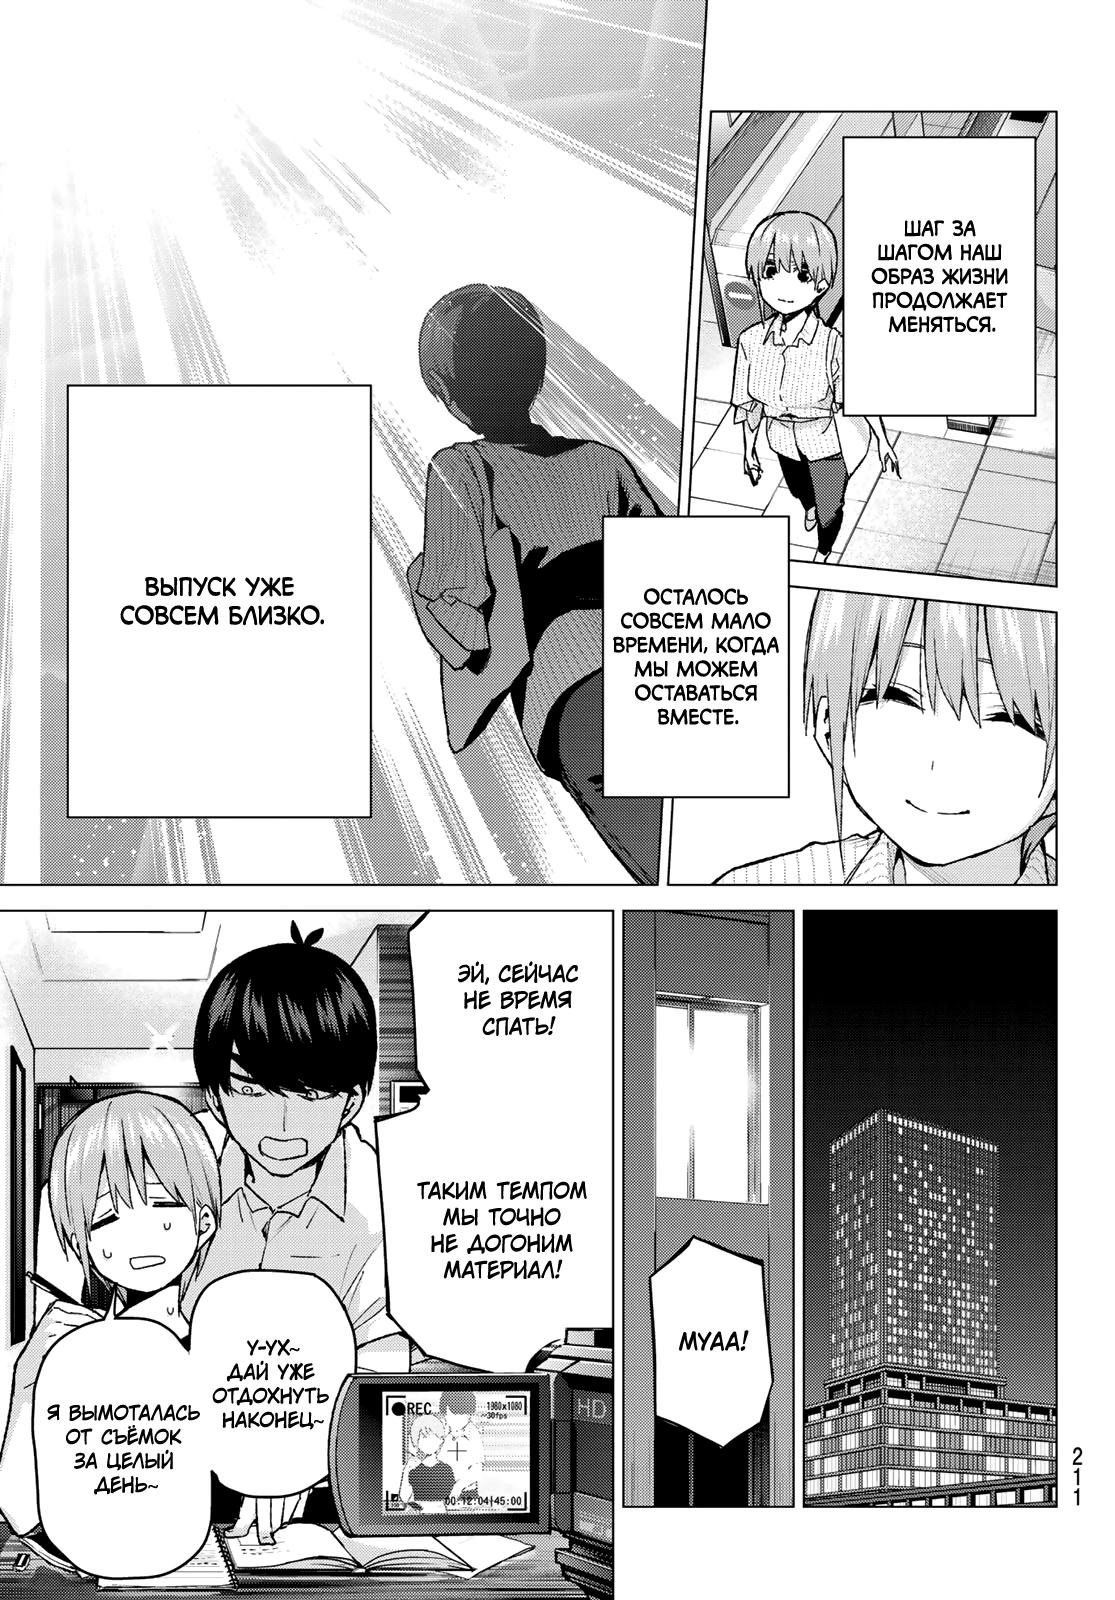 ШАГ ЗА
ШАГОМ НАШ
ОБРАЗ ЖИЗНИ
ПРОДОЛЖАЕТ
МЕНЯТЬСЯ.
ОСТАЛОСЬ
СОВСЕМ МАЛО
ВРЕМЕНИ, КОГДА
МЫ МОЖЕМ
ОСТАВАТЬСЯ
ВМЕСТЕ.
ВЫПУСК УЖЕ
СОВСЕМ БЛИЗКО.
МУАА!
ЭЙ, СЕЙЧАС
НЕ ВРЕМЯ
СПАТЬ!
ТАКИМ ТЕМПОМ
МЫ ТОЧНО
НЕ ДОГОНИМ
МАТЕРИАЛ!
У-УХ~
ДАЙ УЖЕ
ОТДОХНУТЬ
НАКОНЕЦ~
Я ВЫМОТАЛАСЬ
ОТ СЪЁМОК
ЗА ЦЕЛЫЙ
ДЕНЬ~
REC
1980x1080
~30fps
00:12:04|45:00
HD
211